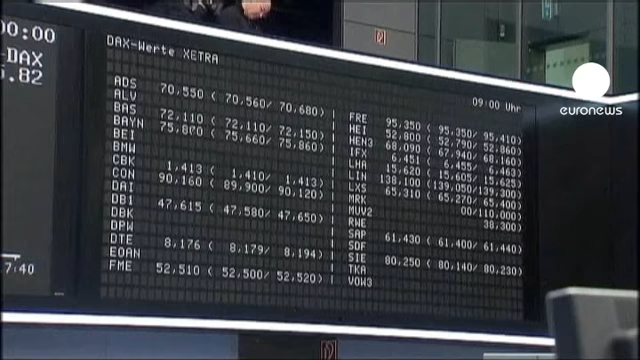 00:00
DAX
5.82
7:40
DAX-Werte XETRA
09:00 Uhr
ADS 70,550 ( 70,560/ 70,680)
ALV
BAS 72,110 ( 72,110/ 72,150)
BAYN 75,800 ( 75,660/ 75,860)
BEI
BMW
CBK 1,413 ( 1,410/ 1,413)
CON 90,160 ( 89,900/ 90,120)
DAI
DB1 47,615 ( 47,580/ 47,650)
DBK
DPW
DTE 8,176 ( 8,179/ 8,194)
EOAN
FME 52,510 ( 52,500/ 52,520)
FRE 95,350 ( 95,350/ 95,410)
HEI 52,800 ( 52,790/ 52,860)
HEN3 68,090 ( 67,940/ 68,160)
IFX 6,451 ( 6,455/ 6,463)
LHA 15,620 ( 15,605/ 15,625)
LIN 138,100 (139,050/139,300)
LXS 65,310 ( 65,270/ 65,400)
MRK 00/110,000)
MUV2 38,300)
RWE
SAP 61,430 ( 61,400/ 61,440)
SDF
SIE 80,250 ( 80,140/ 80,230)
TKA
VOW3
euronews